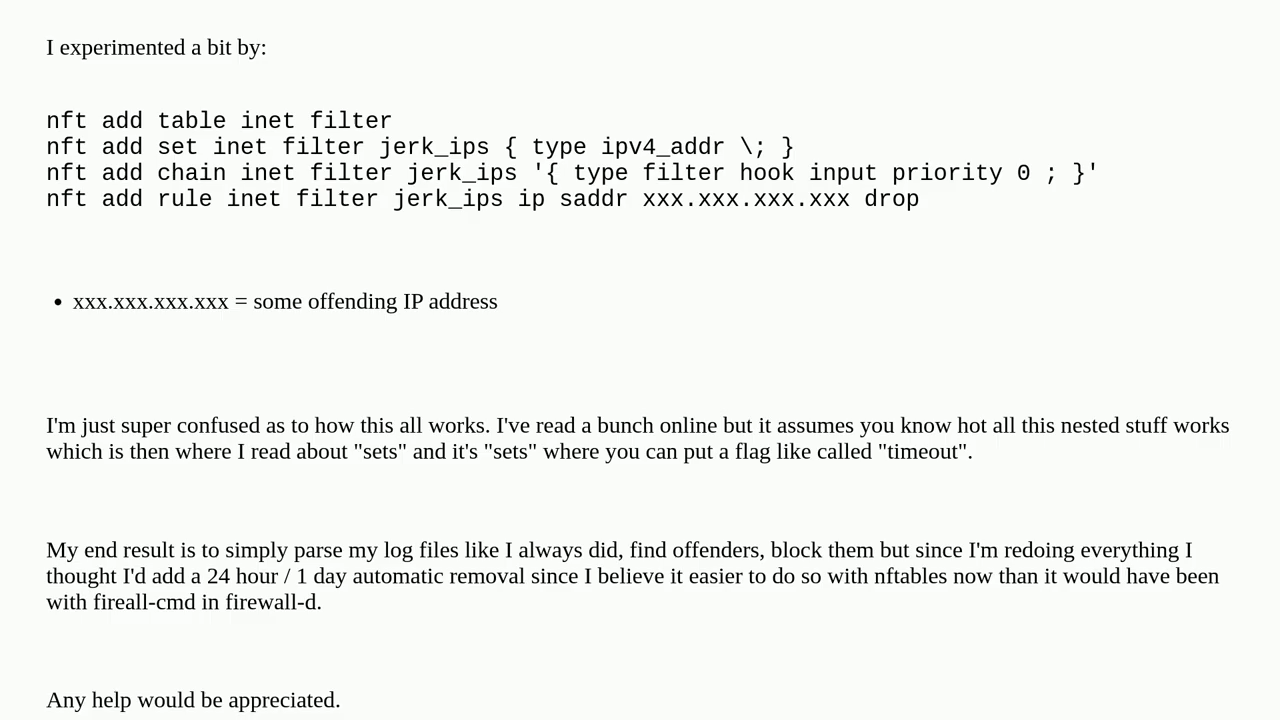 I experimented a bit by:
nft add table inet filter
nft add set inet filter jerk_ips { type ipv4_addr \; }
nft add chain inet filter jerk_ips '{ type filter hook input priority 0 ; }'
nft add rule inet filter jerk_ips ip saddr xxx.xxx.xxx.xxx drop
• xxx.xxx.xxx.xxx = some offending IP address
I'm just super confused as to how this all works. I've read a bunch online but it assumes you know hot all this nested stuff works
which is then where I read about "sets" and it's "sets" where you can put a flag like called "timeout".
My end result is to simply parse my log files like I always did, find offenders, block them but since I'm redoing everything I
thought I'd add a 24 hour / 1 day automatic removal since I believe it easier to do so with nftables now than it would have been
with fireall-cmd in firewall-d.
Any help would be appreciated.